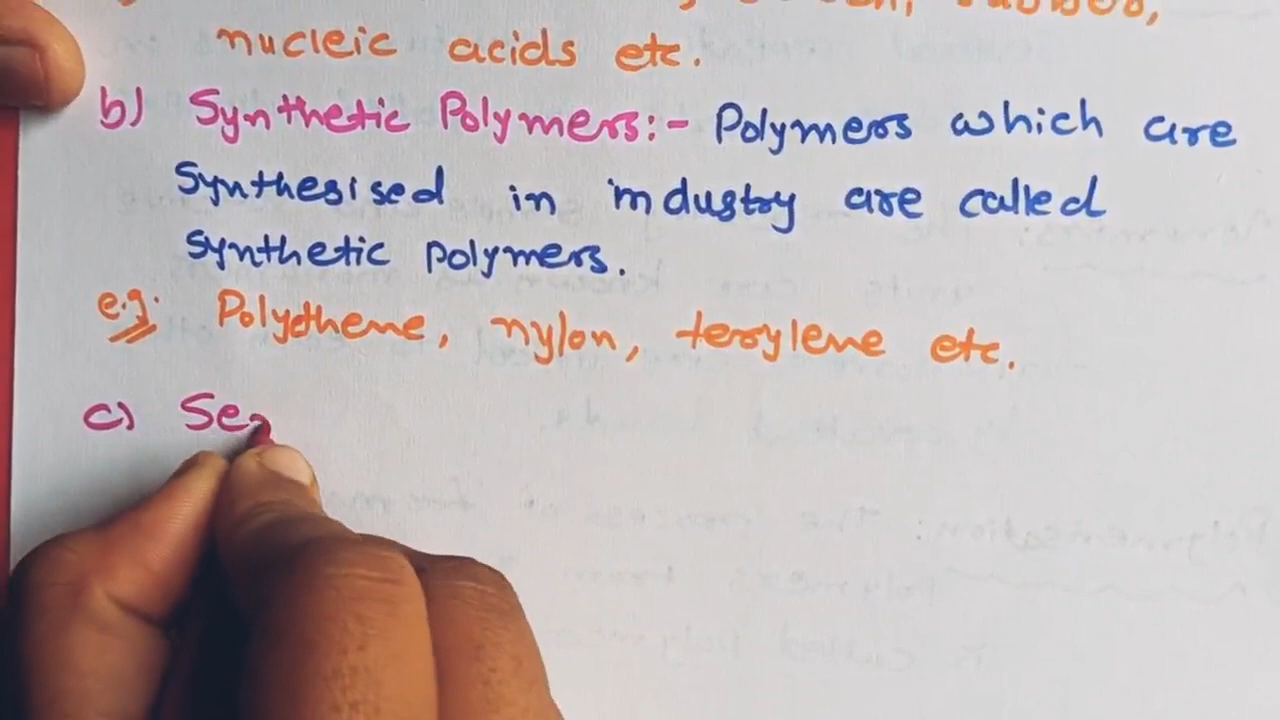 nucleic acids etc.
b) Synthetic Polymers:- Polymers which are
Synthesised in industry are called
Synthetic polymers.
e.g. Polythene, nylon, terylene etc.
c) Se